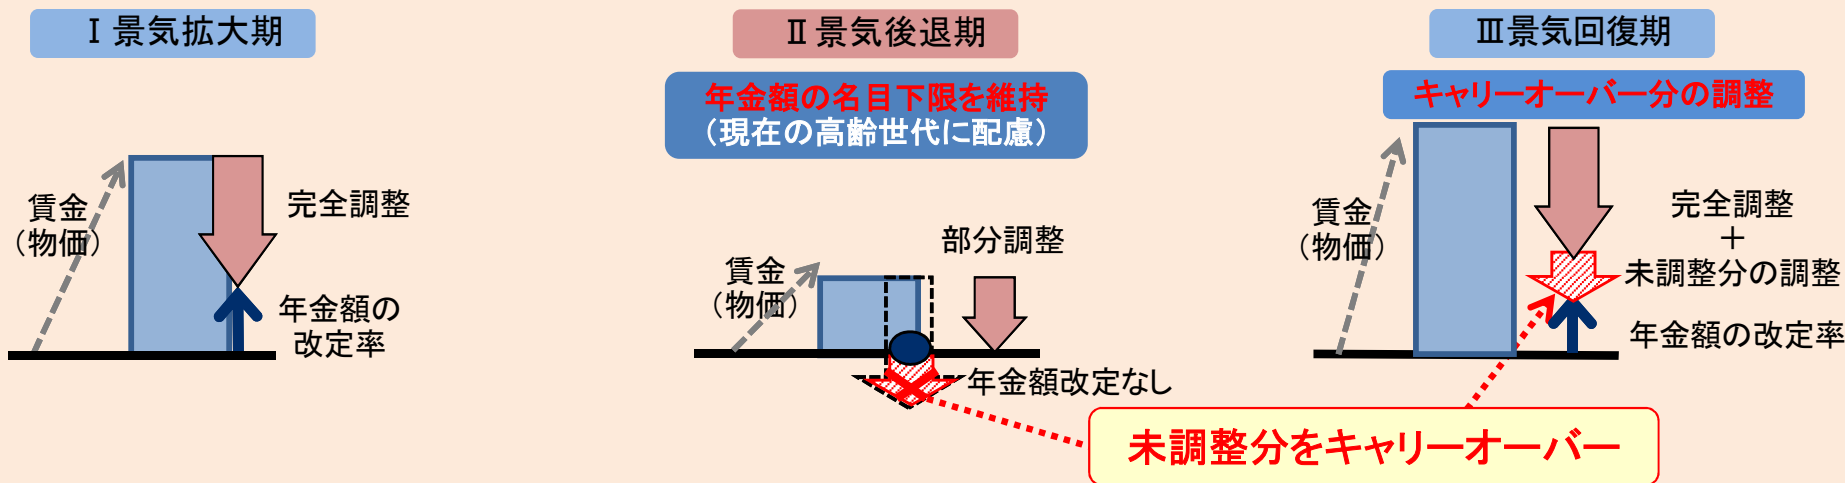 Ⅰ 景気拡大期
賃金
（物価）
完全調整
年金額の
改定率
Ⅱ 景気後退期
年金額の名目下限を維持
（現在の高齢世代に配慮）
賃金
（物価）
部分調整
年金額改定なし
Ⅲ景気回復期
キャリーオーバー分の調整
賃金
（物価）
完全調整
＋
未調整分の調整
年金額の改定率
未調整分をキャリーオーバー